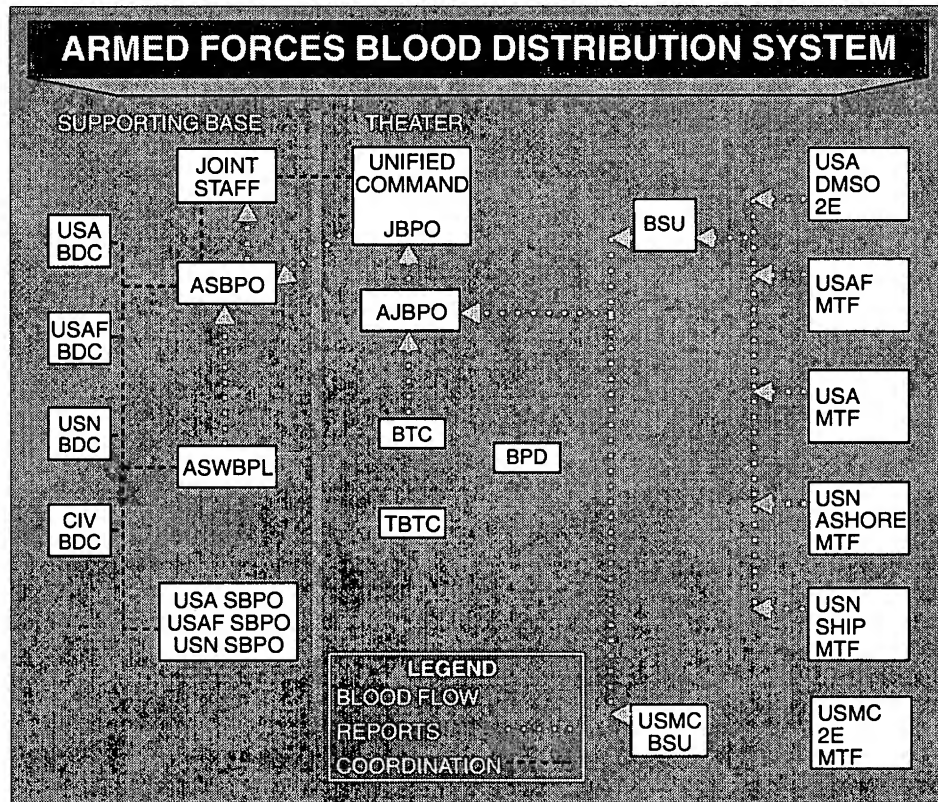 ARMED FORCES BLOOD DISTRIBUTION SYSTEM
SUPPORTING BASE
THEATER
JOINT
STAFF
UNIFIED
COMMAND
JBPO
USA
DMSO
2E
BSU
USA
BDC
ASBPO
AJBPO
USAF
MTF
USAF
BDC
USA
MTF
USN
BDC
ASWBPL
BTC
BPD
CIV
BDC
TBTC
USN
ASHORE
MTF
USA SBPO
USAF SBPO
USN SBPO
USN
SHIP
MTF
LEGEND
BLOOD FLOW
REPORTS
COORDINATION
USMC
BSU
USMC
2E
MTF